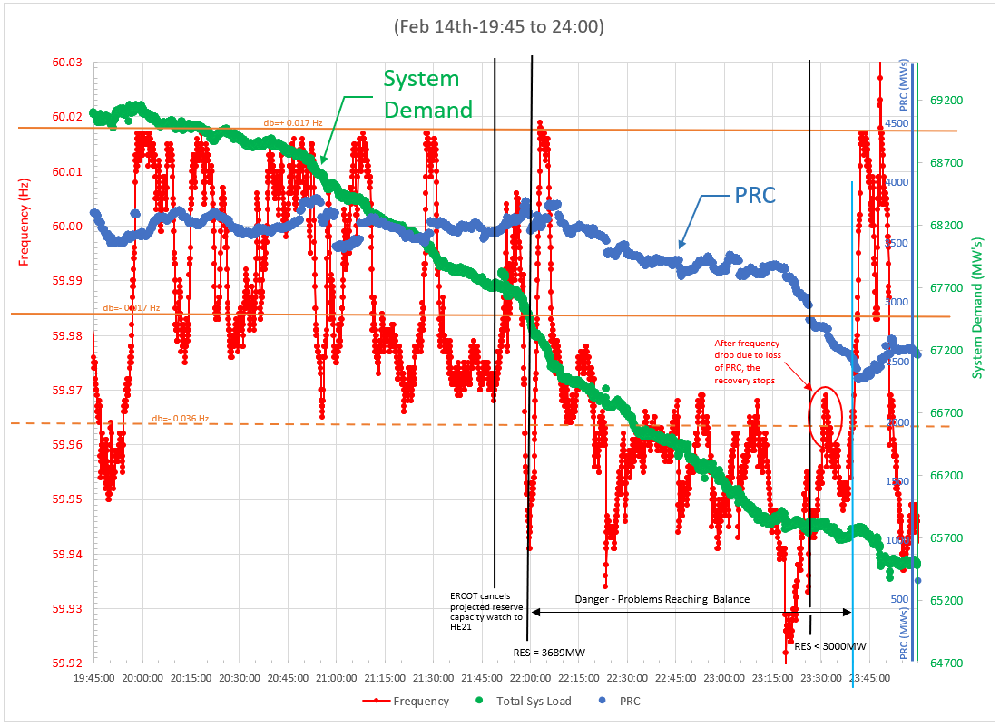 (Feb 14th-19:45 to 24:00)
60.03
60.02
60.01
60.00
59.99
59.98
59.97
59.96
59.95
59.94
59.93
59.92
Frequency (Hz)
System
Demand
PRC
db=+ 0.017 Hz
db=- 0.017 Hz
db=- 0.036 Hz
After frequency
drop due to loss
of PRC, the
recovery stops
ERCOT cancels
projected reserve
capacity watch to
HE21
Danger - Problems Reaching Balance
RES = 3689MW
RES < 3000MW
PRC (MWs)
4500
4000
3500
3000
2500
2000
1500
1000
500
PRC (MWs)
69200
68700
68200
67700
67200
66700
66200
65700
65200
64700
System Demand (MW's)
19:45:00 20:00:00 20:15:00 20:30:00 20:45:00 21:00:00 21:15:00 21:30:00 21:45:00 22:00:00 22:15:00 22:30:00 22:45:00 23:00:00 23:15:00 23:30:00 23:45:00
Frequency Total Sys Load PRC